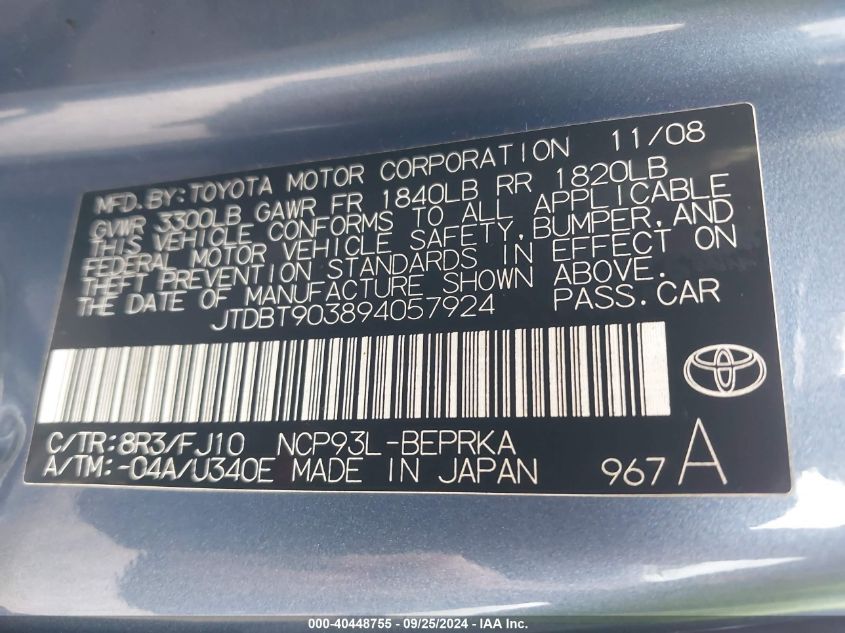 MFD. BY: TOYOTA MOTOR CORPORATION 11/08
GVWR 3300LB GAWR FR 1840LB RR 1820LB
THIS VEHICLE CONFORMS TO ALL APPLICABLE
FEDERAL MOTOR VEHICLE SAFETY, BUMPER, AND
THEFT PREVENTION STANDARDS IN EFFECT ON
THE DATE OF MANUFACTURE SHOWN ABOVE.
JTDBT903894057924 PASS. CAR
C/TR: 8R3/FJ10 NCP93L-BEPRKA
A/TM: -04A/U340E MADE IN JAPAN 967 A
000-40448755 - 09/25/2024 - IAA Inc.